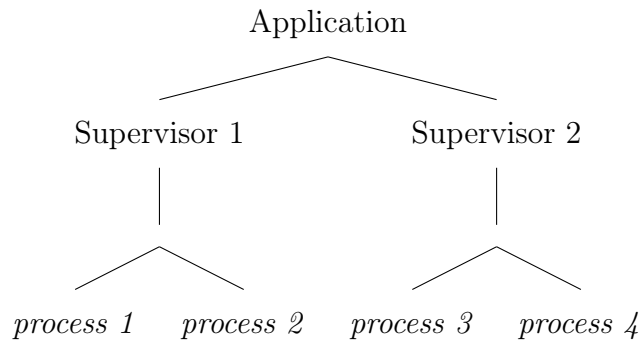 Application
Supervisor 1 Supervisor 2
process 1 process 2 process 3 process 4